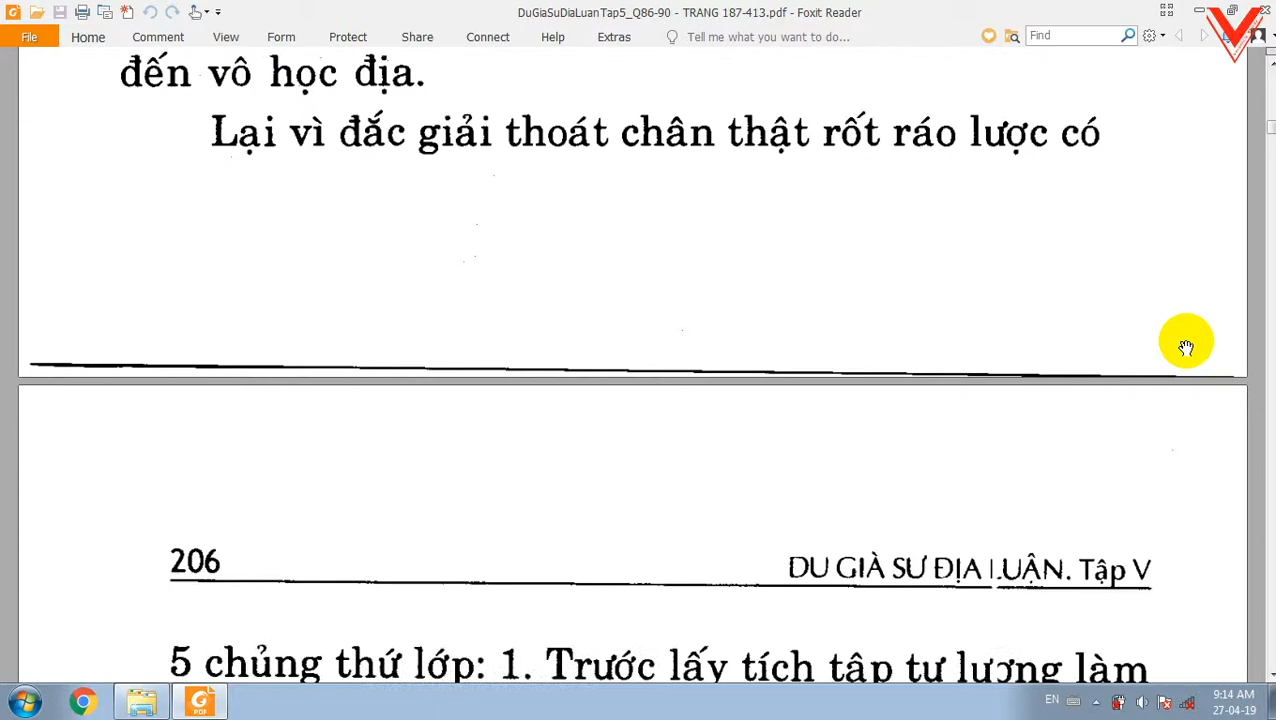 DuGiaSuDiaLuanTap5_Q86-90 - TRANG 187-413.pdf - Foxit Reader
File Home Comment View Form Protect Share Connect Help Extras Tell me what you want to do... Find
đến vô học địa.
Lại vì đắc giải thoát chân thật rốt ráo lược có
206 DU GIÀ SƯ ĐỊA LUẬN. Tập V
5 chủng thứ lớp: 1. Trước lấy tích tập tư lương làm
PDF
EN
9:14 AM
27-04-19